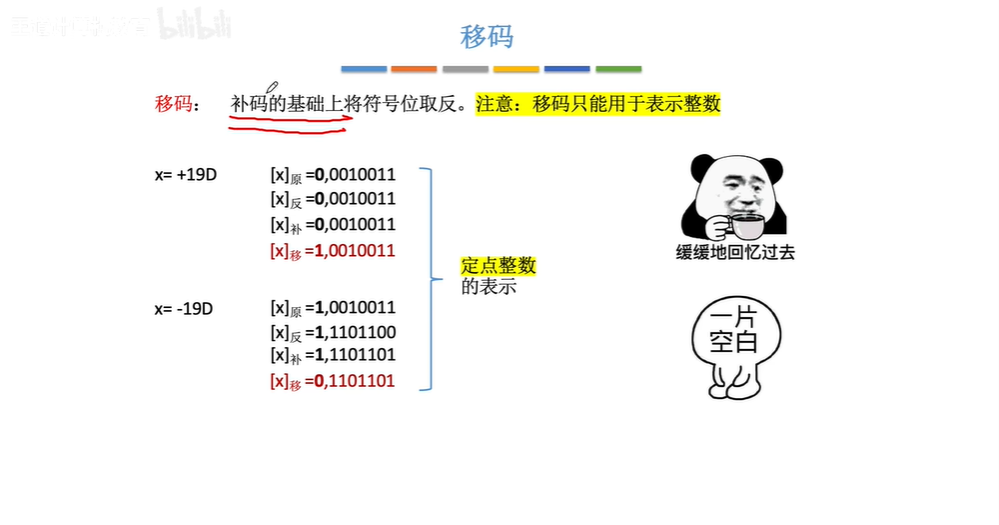 bilibili
移码
移码： 补码的基础上将符号位取反。注意：移码只能用于表示整数
x= +19D
[x]原 =0,0010011
[x]反 =0,0010011
[x]补 =0,0010011
[x]移 =1,0010011
x= -19D
[x]原 =1,0010011
[x]反 =1,1101100
[x]补 =1,1101101
[x]移 =0,1101101
定点整数
的表示
缓缓地回忆过去
一片
空白